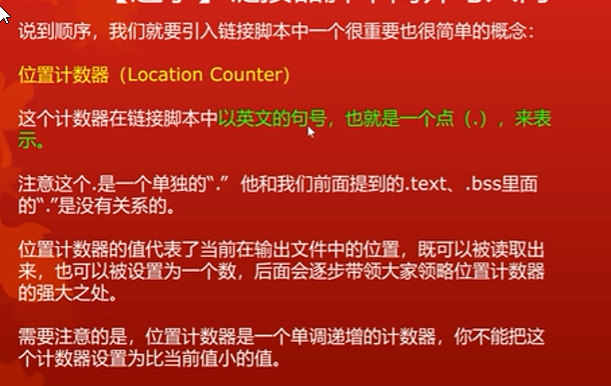 说到顺序，我们就要引入链接脚本中一个很重要也很简单的概念：
位置计数器（Location Counter）
这个计数器在链接脚本中以英文的句号，也就是一个点（.），来表
示。
注意这个.是一个单独的“.” 他和我们前面提到的.text、.bss里面
的“.”是没有关系的。
位置计数器的值代表了当前在输出文件中的位置，既可以被读取出
来，也可以被设置为一个数，后面会逐步带领大家领略位置计数器
的强大之处。
需要注意的是，位置计数器是一个单调递增的计数器，你不能把这
个计数器设置为比当前值小的值。